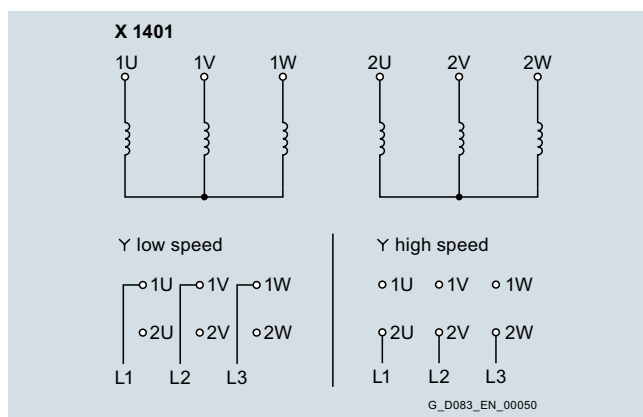 X 1401
1U 1V 1W 2U 2V 2W
Y low speed
Y high speed
1U 1V 1W
2U 2V 2W
L1 L2 L3
1U 1V 1W
2U 2V 2W
L1 L2 L3
G_D083_EN_00050